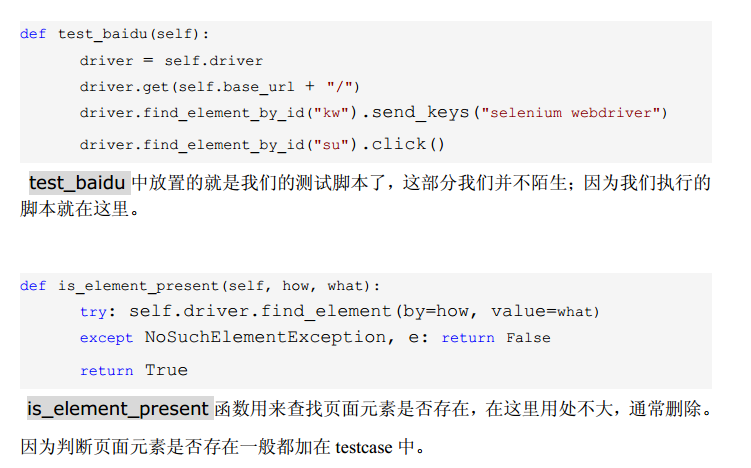 def test_baidu(self):
driver = self.driver
driver.get(self.base_url + "/")
driver.find_element_by_id("kw").send_keys("selenium webdriver")
driver.find_element_by_id("su").click()
test_baidu 中放置的就是我们的测试脚本了，这部分我们并不陌生；因为我们执行的
脚本就在这里。
def is_element_present(self, how, what):
try: self.driver.find_element(by=how, value=what)
except NoSuchElementException, e: return False
return True
is_element_present 函数用来查找页面元素是否存在，在这里用处不大，通常删除。
因为判断页面元素是否存在一般都加在 testcase 中。